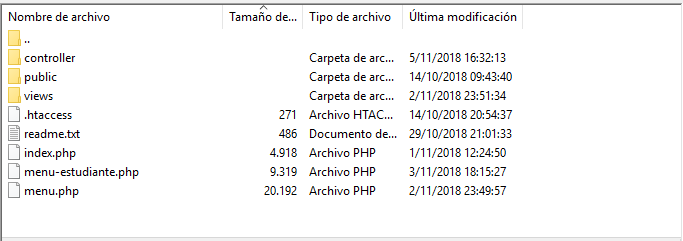 Nombre de archivo Tamaño de... Tipo de archivo Última modificación
..
controller Carpeta de arc... 5/11/2018 16:32:13
public Carpeta de arc... 14/10/2018 09:43:40
views Carpeta de arc... 2/11/2018 23:51:34
.htaccess 271 Archivo HTAC... 14/10/2018 20:54:37
readme.txt 486 Documento de... 29/10/2018 21:01:33
index.php 4.918 Archivo PHP 1/11/2018 12:24:50
menu-estudiante.php 9.319 Archivo PHP 3/11/2018 18:15:27
menu.php 20.192 Archivo PHP 2/11/2018 23:49:57